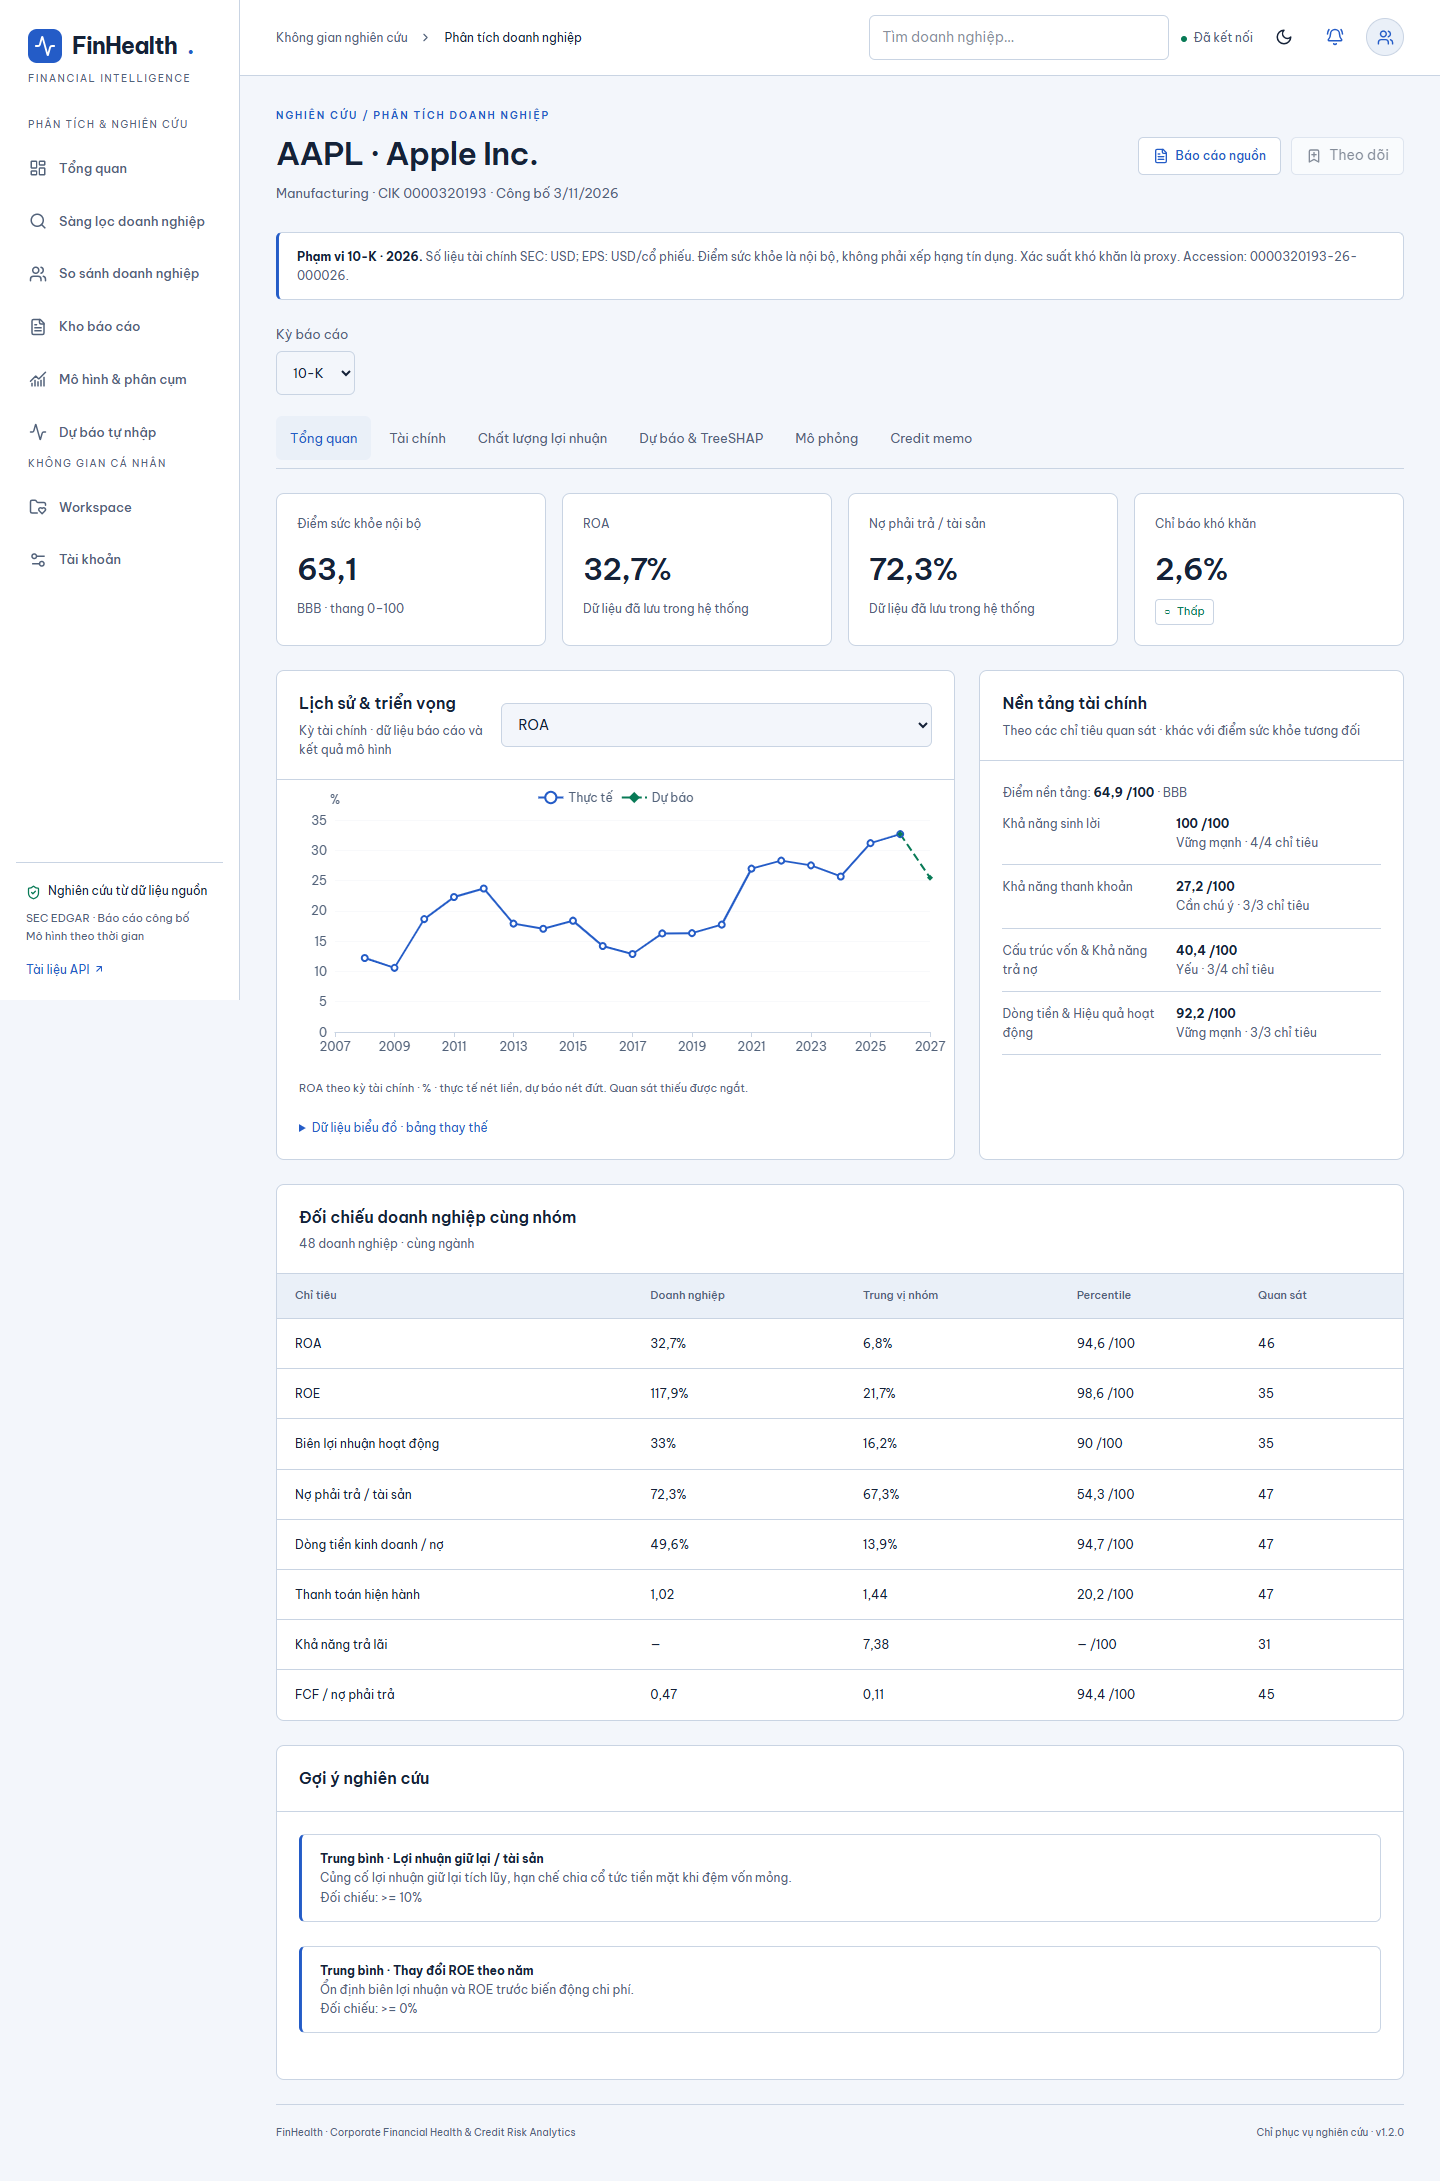 FinHealth .
FINANCIAL INTELLIGENCE
PHÂN TÍCH & NGHIÊN CỨU
Tổng quan
Sàng lọc doanh nghiệp
So sánh doanh nghiệp
Kho báo cáo
Mô hình & phân cụm
Dự báo tự nhập
KHÔNG GIAN CÁ NHÂN
Workspace
Tài khoản
Nghiên cứu từ dữ liệu nguồn
SEC EDGAR · Báo cáo công bố
Mô hình theo thời gian
Tài liệu API
Không gian nghiên cứu
Phân tích doanh nghiệp
Tìm doanh nghiệp...
Đã kết nối
NGHIÊN CỨU / PHÂN TÍCH DOANH NGHIỆP
AAPL · Apple Inc.
Manufacturing · CIK 0000320193 · Công bố 3/11/2026
Báo cáo nguồn
Theo dõi
Phạm vi 10-K · 2026. Số liệu tài chính SEC: USD; EPS: USD/cổ phiếu. Điểm sức khỏe là nội bộ, không phải xếp hạng tín dụng. Xác suất khó khăn là proxy. Accession: 0000320193-26-
000026.
Kỳ báo cáo
10-K
Tổng quan
Tài chính
Chất lượng lợi nhuận
Dự báo & TreeSHAP
Mô phỏng
Credit memo
Điểm sức khỏe nội bộ
63,1
BBB · thang 0–100
ROA
32,7%
Dữ liệu đã lưu trong hệ thống
Nợ phải trả / tài sản
72,3%
Dữ liệu đã lưu trong hệ thống
Chỉ báo khó khăn
2,6%
Thấp
Lịch sử & triển vọng
Kỳ tài chính · dữ liệu báo cáo và
kết quả mô hình
ROA
%
Thực tế
Dự báo
35
30
25
20
15
10
5
0
2007 2009 2011 2013 2015 2017 2019 2021 2023 2025 2027
ROA theo kỳ tài chính · % · thực tế nét liền, dự báo nét đứt. Quan sát thiếu được ngắt.
Dữ liệu biểu đồ · bảng thay thế
Nền tảng tài chính
Theo các chỉ tiêu quan sát · khác với điểm sức khỏe tương đối
Điểm nền tảng: 64,9 /100 · BBB
Khả năng sinh lời
100 /100
Vững mạnh · 4/4 chỉ tiêu
Khả năng thanh khoản
27,2 /100
Cần chú ý · 3/3 chỉ tiêu
Cấu trúc vốn & Khả năng
trả nợ
40,4 /100
Yếu · 3/4 chỉ tiêu
Dòng tiền & Hiệu quả hoạt
động
92,2 /100
Vững mạnh · 3/3 chỉ tiêu
Đối chiếu doanh nghiệp cùng nhóm
48 doanh nghiệp · cùng ngành
Chỉ tiêu Doanh nghiệp Trung vị nhóm Percentile Quan sát
ROA 32,7% 6,8% 94,6 /100 46
ROE 117,9% 21,7% 98,6 /100 35
Biên lợi nhuận hoạt động 33% 16,2% 90 /100 35
Nợ phải trả / tài sản 72,3% 67,3% 54,3 /100 47
Dòng tiền kinh doanh / nợ 49,6% 13,9% 94,7 /100 47
Thanh toán hiện hành 1,02 1,44 20,2 /100 47
Khả năng trả lãi — 7,38 — /100 31
FCF / nợ phải trả 0,47 0,11 94,4 /100 45
Gợi ý nghiên cứu
Trung bình · Lợi nhuận giữ lại / tài sản
Củng cố lợi nhuận giữ lại tích lũy, hạn chế chia cổ tức tiền mặt khi đệm vốn mỏng.
Đối chiếu: >= 10%
Trung bình · Thay đổi ROE theo năm
Ổn định biên lợi nhuận và ROE trước biến động chi phí.
Đối chiếu: >= 0%
FinHealth · Corporate Financial Health & Credit Risk Analytics
Chỉ phục vụ nghiên cứu · v1.2.0